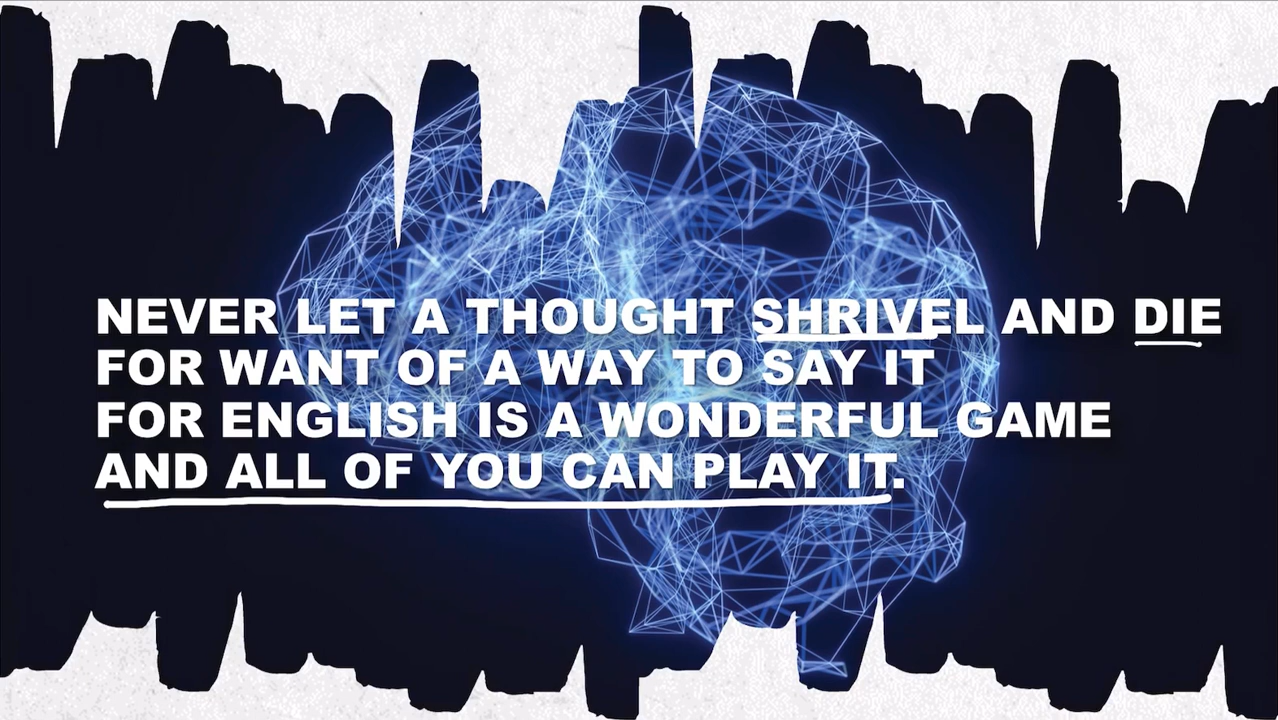 NEVER LET A THOUGHT SHRIVEL AND DIE
FOR WANT OF A WAY TO SAY IT
FOR ENGLISH IS A WONDERFUL GAME
AND ALL OF YOU CAN PLAY IT.